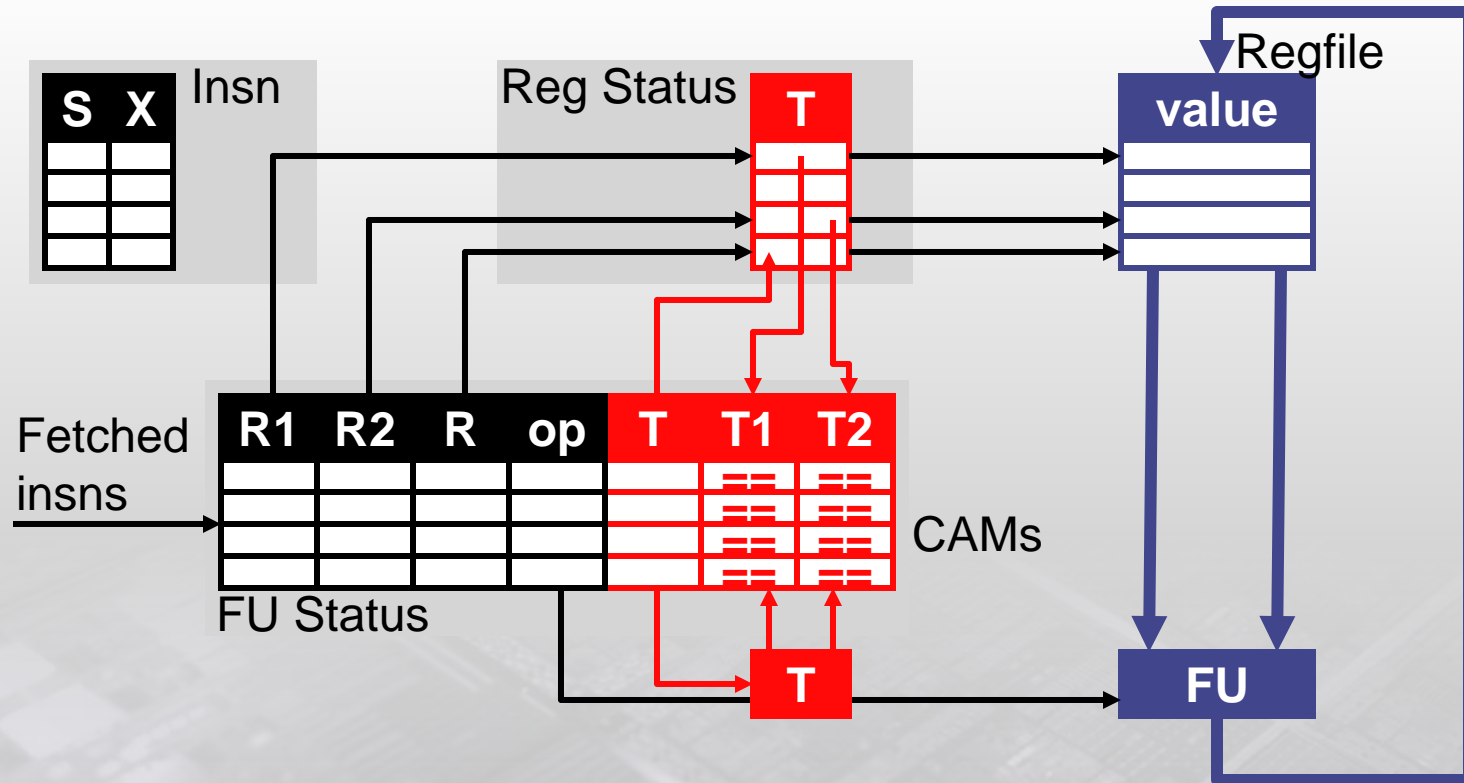 Regfile
Insn
Reg Status
S X
T
value
Fetched
insns
R1 R2 R op T T1 T2
== ==
== ==
== ==
== ==
CAMs
FU Status
T
FU